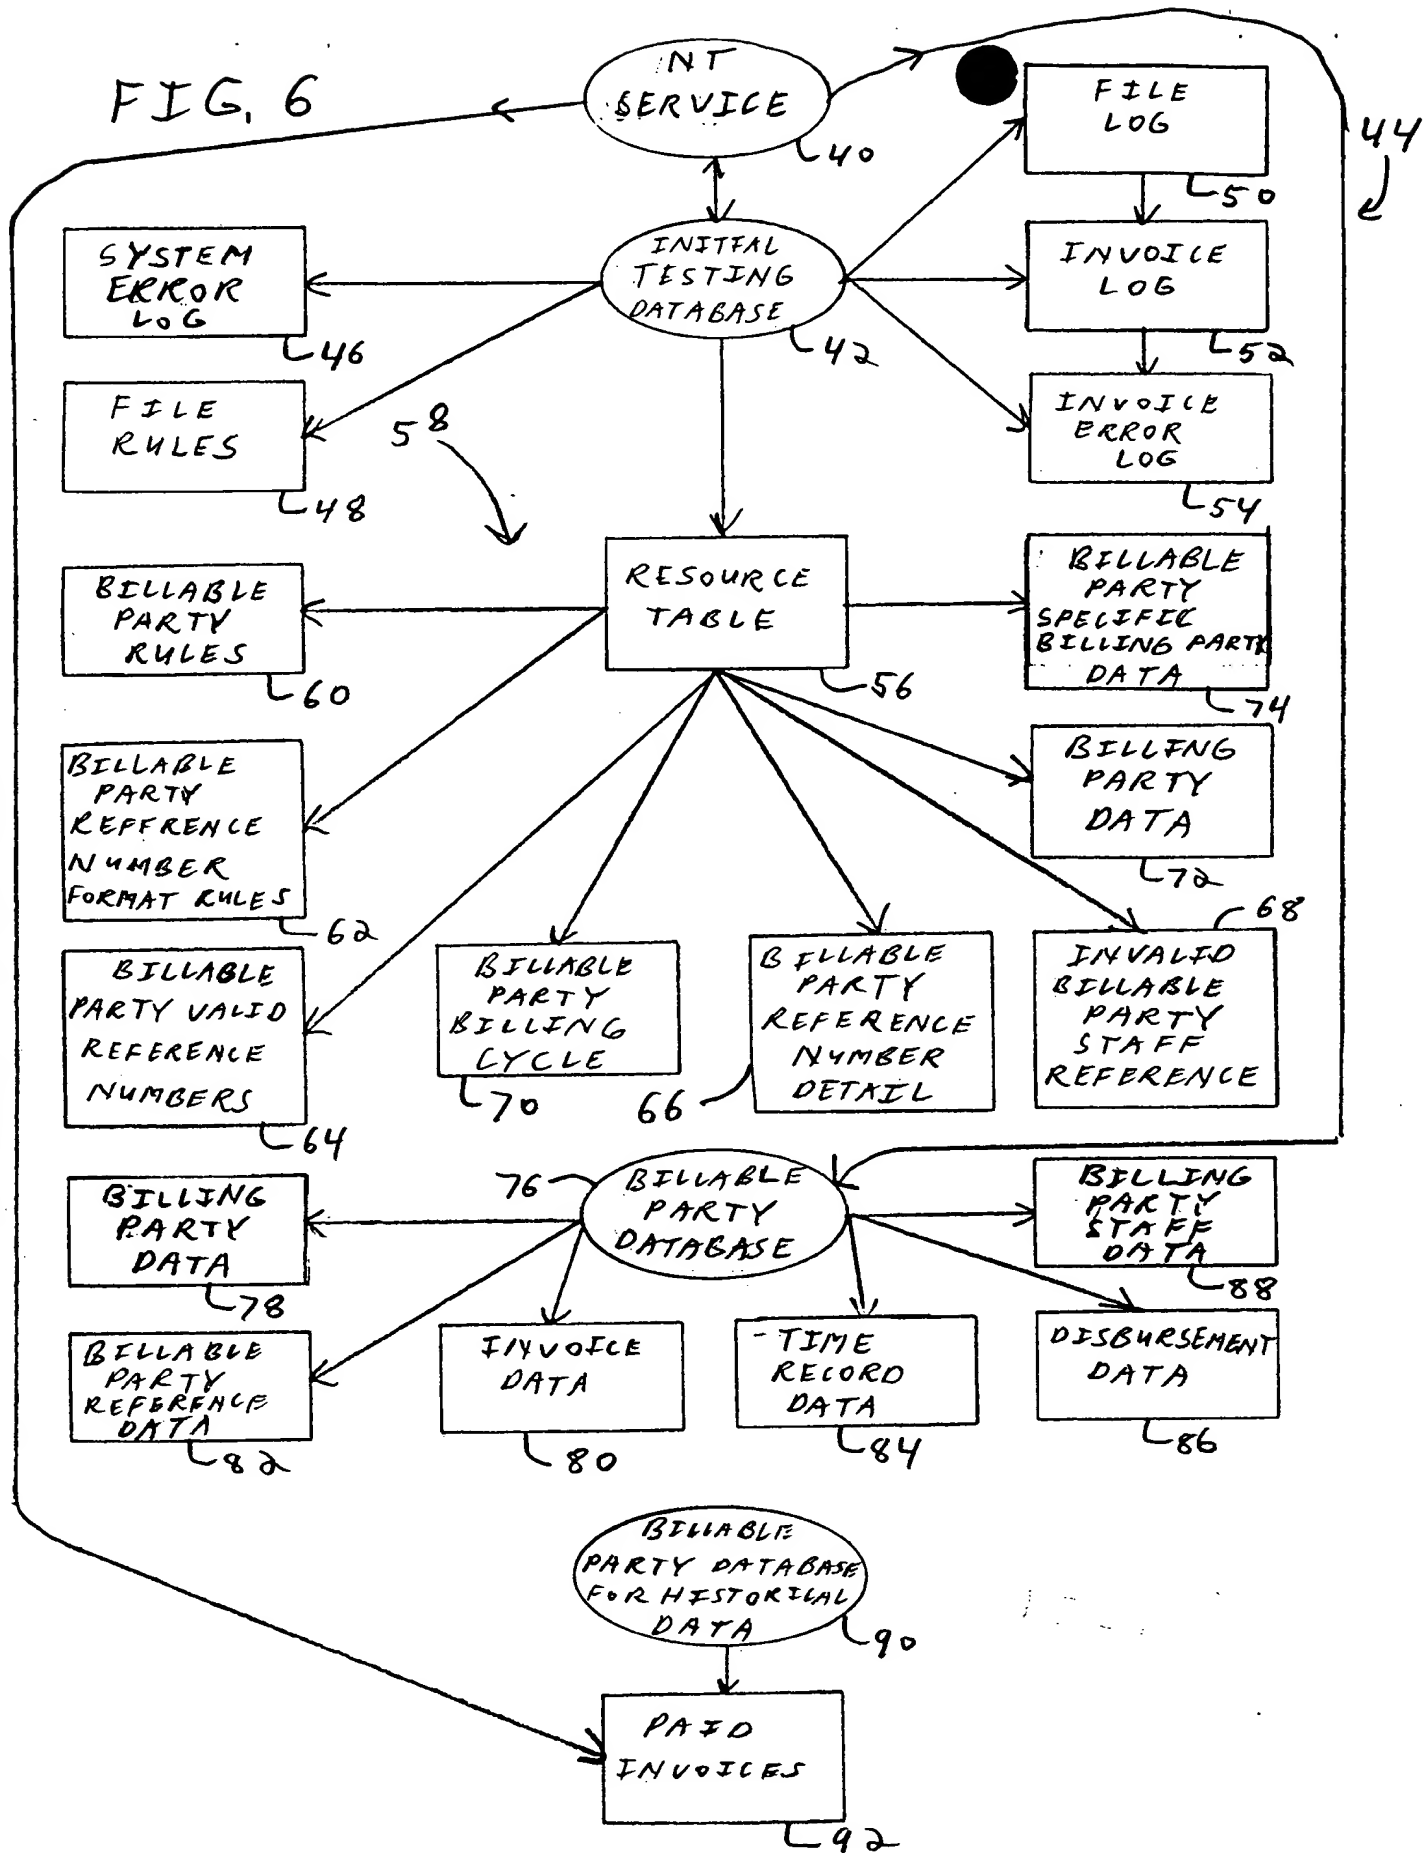 FIG. 6
NT
SERVICE
40
FILE
LOG
50
44
SYSTEM
ERROR
LOG
46
INITIAL
TESTING
DATABASE
42
INVOICE
LOG
52
FILE
RULES
48
58
INVOICE
ERROR
LOG
54
BILLABLE
PARTY
RULES
60
RESOURCE
TABLE
56
BILLABLE
PARTY
SPECIFIC
BILLING PARTY
DATA
74
BILLABLE
PARTY
REFERENCE
NUMBER
FORMAT RULES
62
BILLING
PARTY
DATA
72
BILLABLE
PARTY VALID
REFERENCE
NUMBERS
64
BILLABLE
PARTY
BILLING
CYCLE
70
BILLABLE
PARTY
REFERENCE
NUMBER
DETAIL
66
68
INVALID
BILLABLE
PARTY
STAFF
REFERENCE
BILLING
PARTY
DATA
78
76
BILLABLE
PARTY
DATABASE
BILLING
PARTY
STAFF
DATA
88
BILLABLE
PARTY
REFERENCE
DATA
82
INVOICE
DATA
80
TIME
RECORD
DATA
84
DISBURSEMENT
DATA
86
BILLABLE
PARTY DATABASE
FOR HISTORICAL
DATA
90
PAID
INVOICES
92